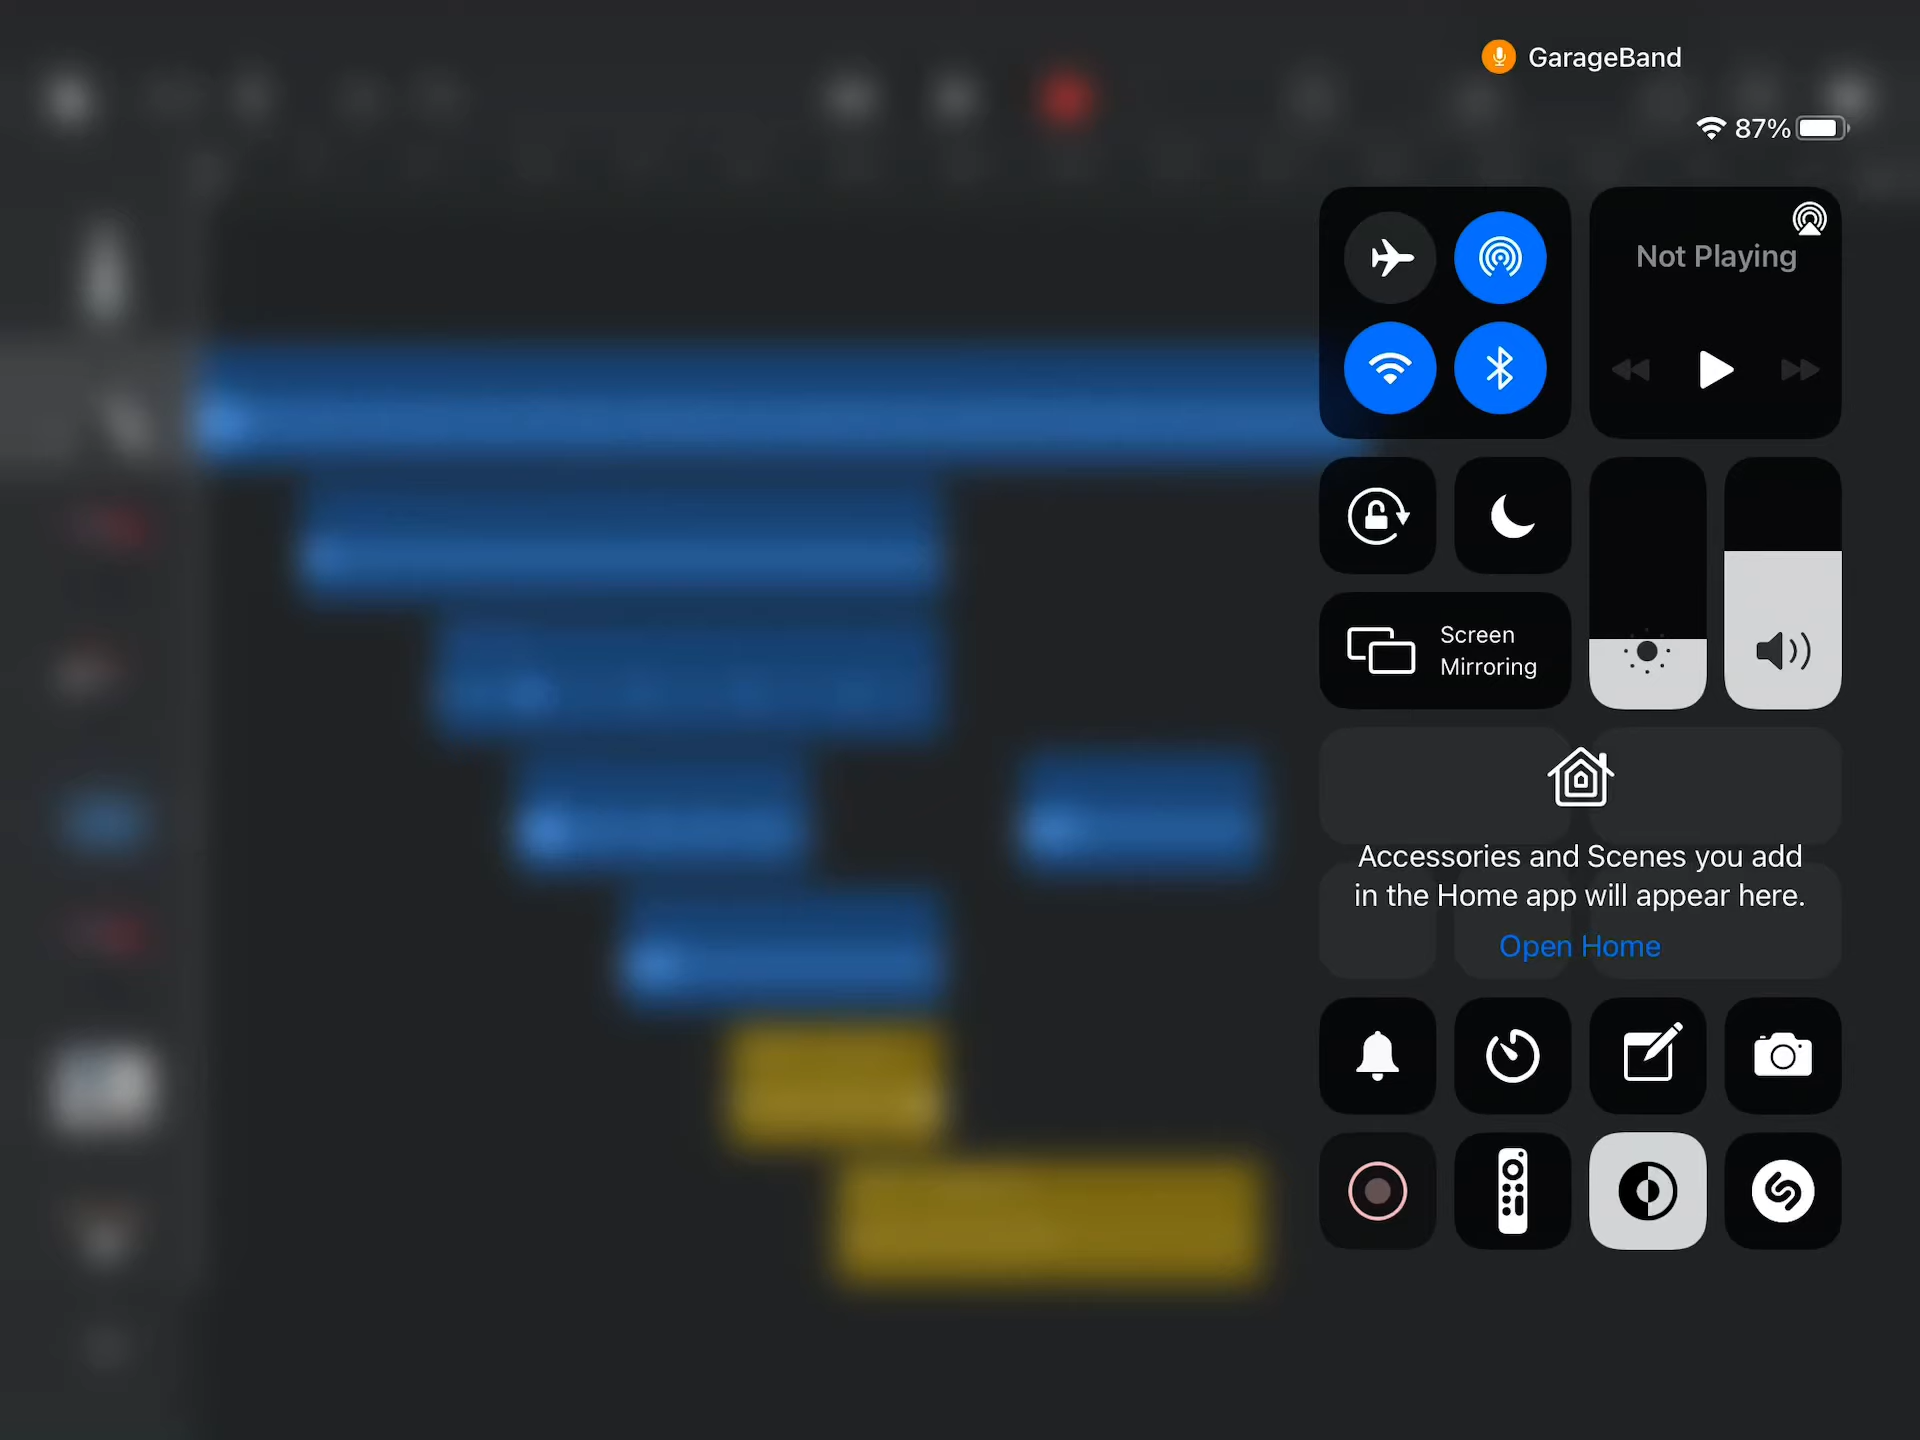 GarageBand
87%
Not Playing
Screen
Mirroring
Accessories and Scenes you add
in the Home app will appear here.
Open Home